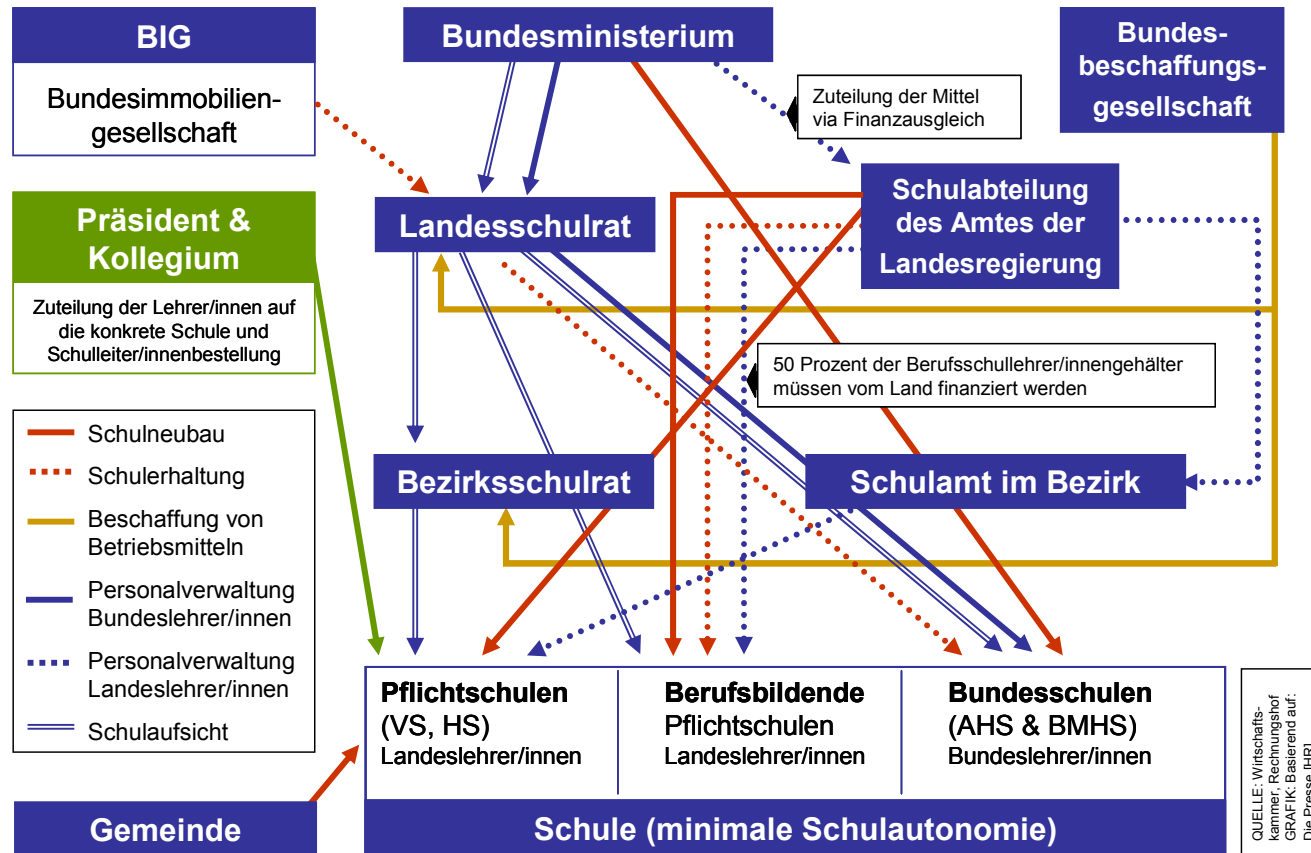 BIG
Bundesimmobilien-
gesellschaft
Bundesministerium
Bundes-
beschaffungs-
gesellschaft
Zuteilung der Mittel
via Finanzausgleich
Präsident &
Kollegium
Zuteilung der Lehrer/innen auf
die konkrete Schule und
Schulleiter/innenbestellung
Landesschulrat
Schulabteilung
des Amtes der
Landesregierung
50 Prozent der Berufsschullehrer/innengehälter
müssen vom Land finanziert werden
Schulneubau
Schulerhaltung
Beschaffung von
Betriebsmitteln
Personalverwaltung
Bundeslehrer/innen
Personalverwaltung
Landeslehrer/innen
Schulaufsicht
Bezirksschulrat
Schulamt im Bezirk
Pflichtschulen
(VS, HS)
Landeslehrer/innen
Berufsbildende
Pflichtschulen
Landeslehrer/innen
Bundesschulen
(AHS & BMHS)
Bundeslehrer/innen
Gemeinde
Schule (minimale Schulautonomie)
QUELLE: Wirtschafts-
kammer, Rechnungshof
GRAFIK: Basierend auf:
Die Presse [HR]